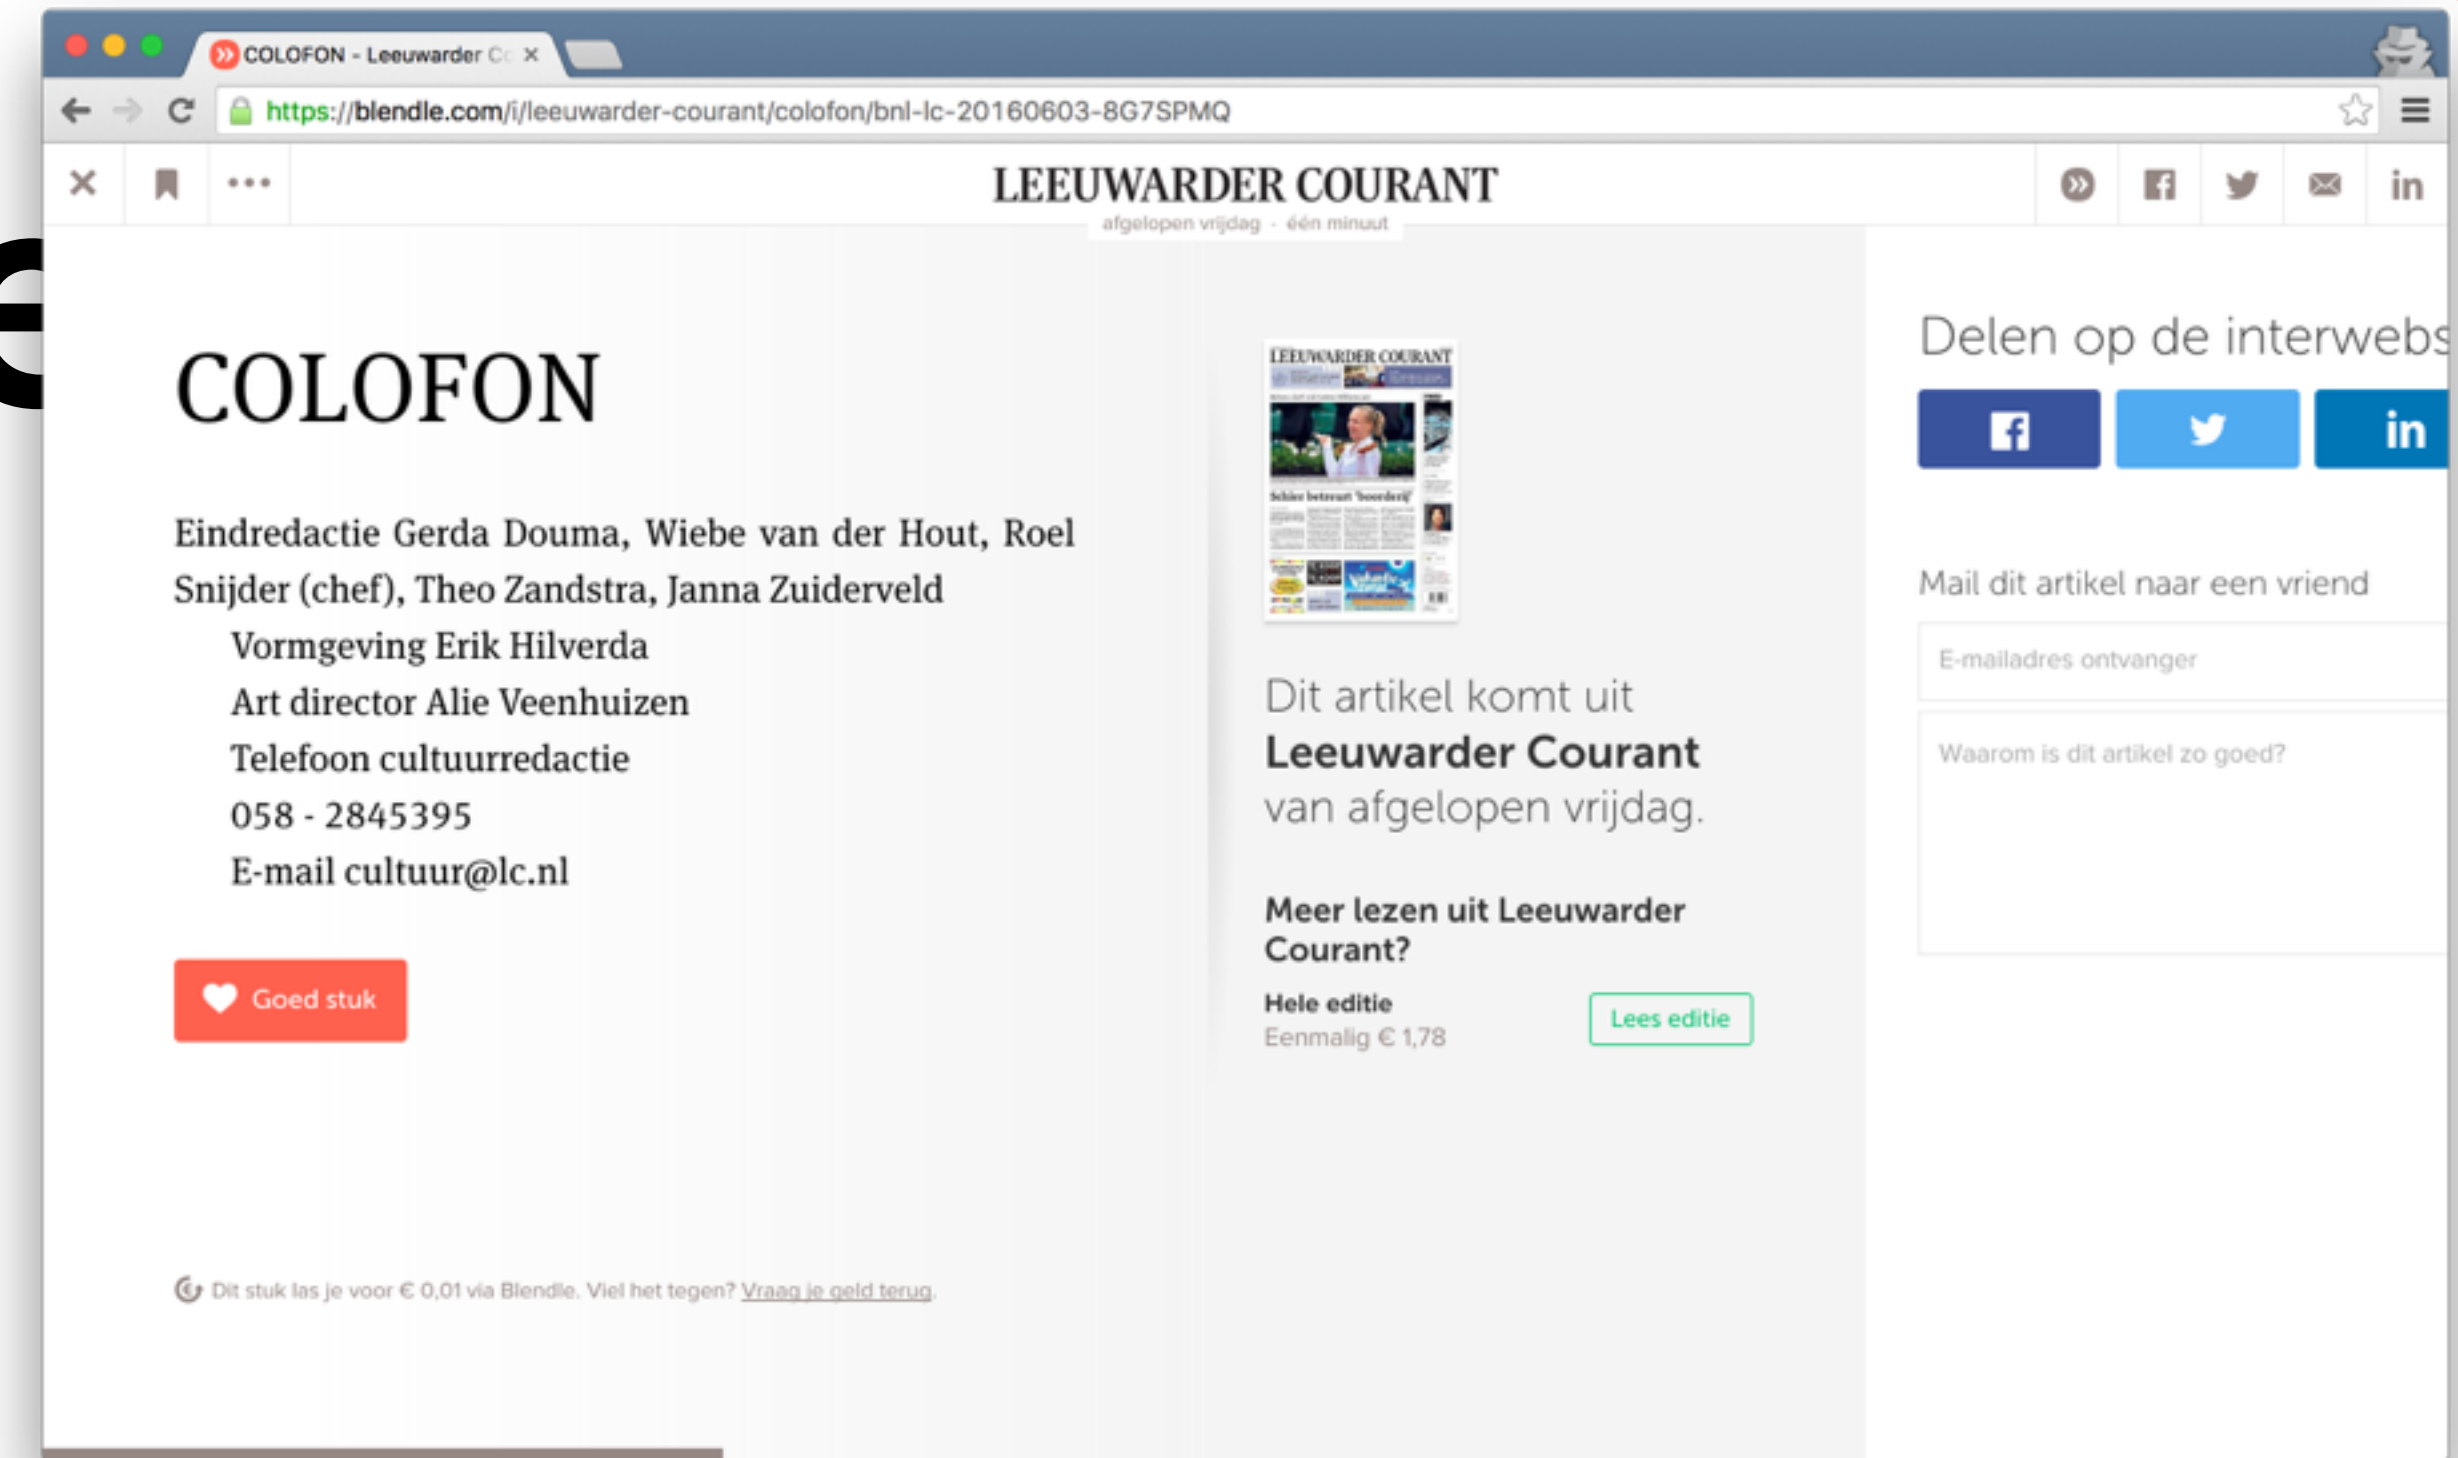 e
COLOFON - Leeuwarder Co
https://blendle.com/i/leeuwarder-courant/colofon/bnl-lc-20160603-8G7SPMQ
LEEUWARDER COURANT
afgelopen vrijdag · één minuut
COLOFON
Eindredactie Gerda Douma, Wiebe van der Hout, Roel
Snijder (chef), Theo Zandstra, Janna Zuiderveld
Vormgeving Erik Hilverda
Art director Alie Veenhuizen
Telefoon cultuurredactie
058 - 2845395
E-mail cultuur@lc.nl
Goed stuk
Dit stuk las je voor € 0,01 via Blendle. Viel het tegen? Vraag je geld terug.
LEEUWARDER COURANT
Dit artikel komt uit
Leeuwarder Courant
van afgelopen vrijdag.
Meer lezen uit Leeuwarder
Courant?
Hele editie
Eenmalig € 1,78
Lees editie
Delen op de interwebs
in
Mail dit artikel naar een vriend
E-mailadres ontvanger
Waarom is dit artikel zo goed?